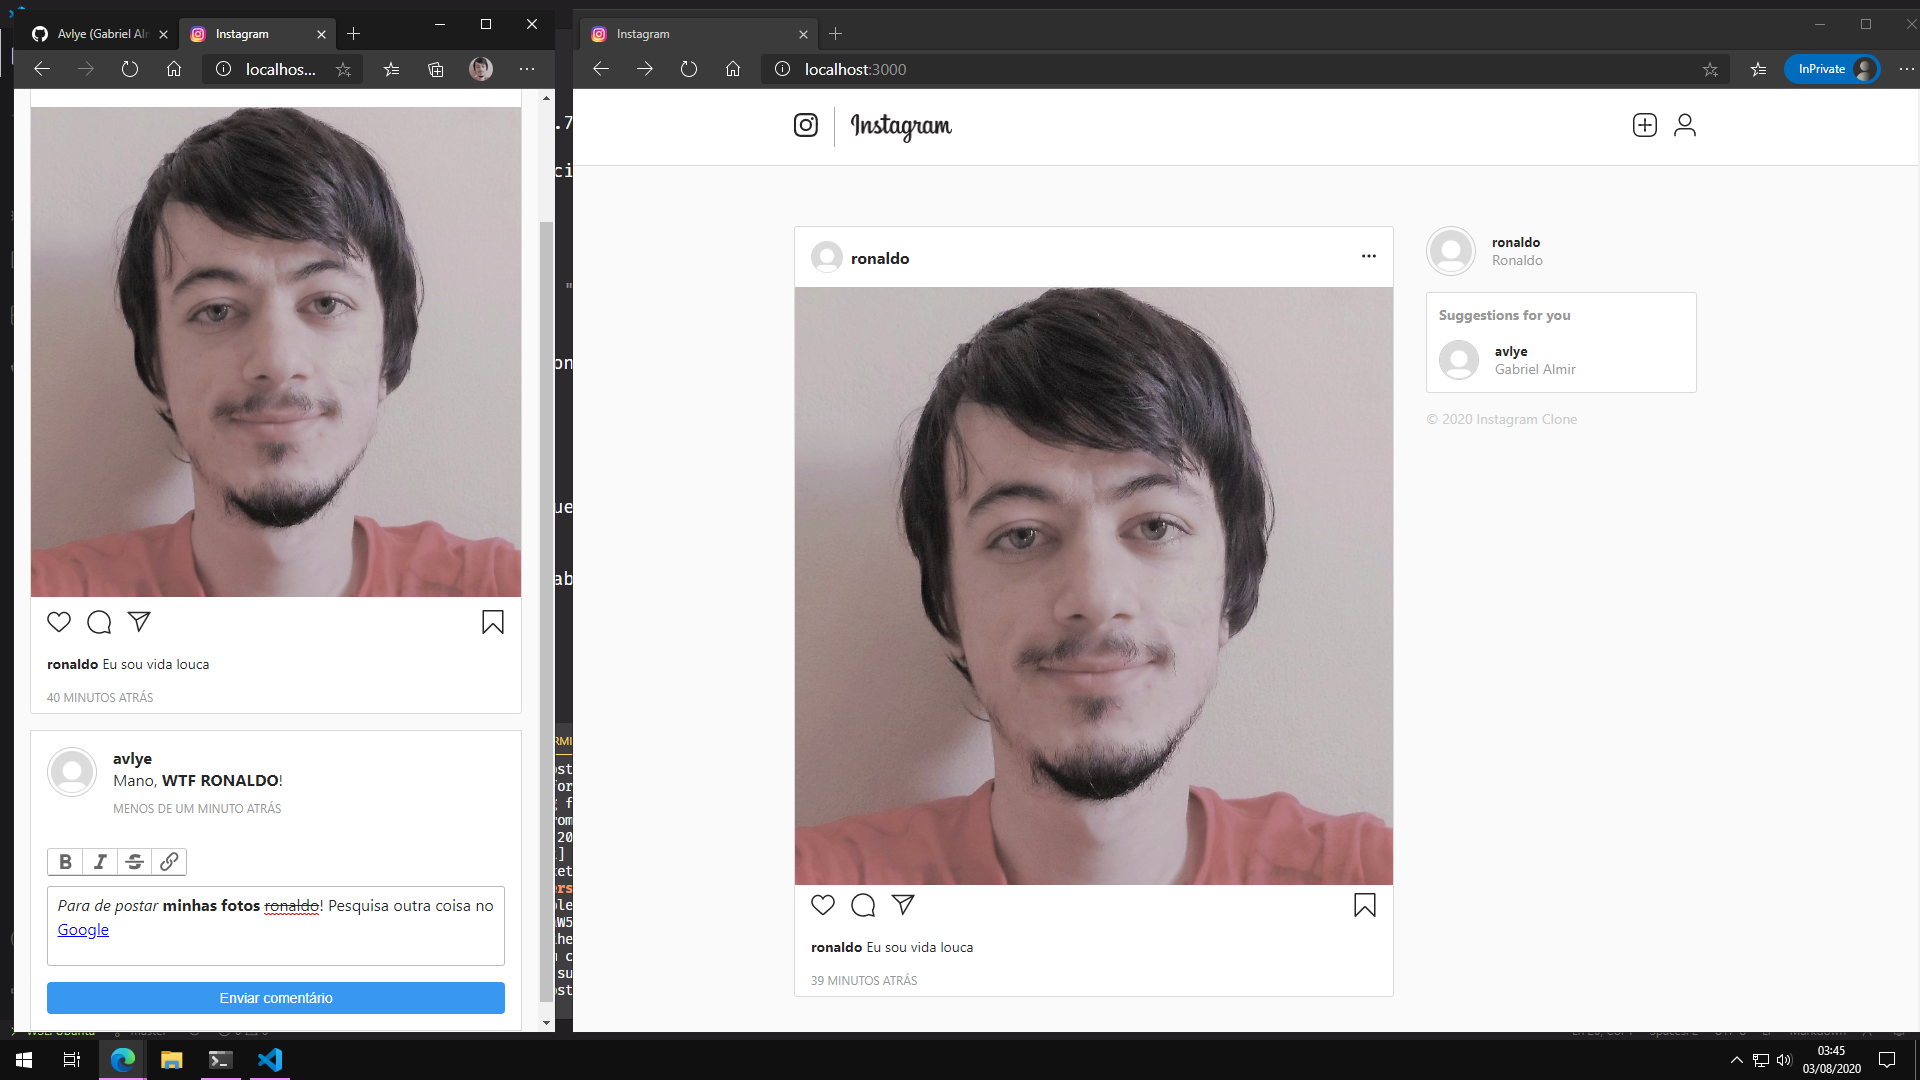 Avlye (Gabriel Alm
Instagram
localhos...
ronaldo Eu sou vida louca
40 MINUTOS ATRÁS
avlye
Mano, WTF RONALDO!
MENOS DE UM MINUTO ATRÁS
B I S
Para de postar minhas fotos ronaldo! Pesquisa outra coisa no
Google
Enviar comentário
Instagram
localhost:3000
InPrivate
Instagram
ronaldo
ronaldo Eu sou vida louca
39 MINUTOS ATRÁS
ronaldo
Ronaldo
Suggestions for you
avlye
Gabriel Almir
© 2020 Instagram Clone
03:45
03/08/2020